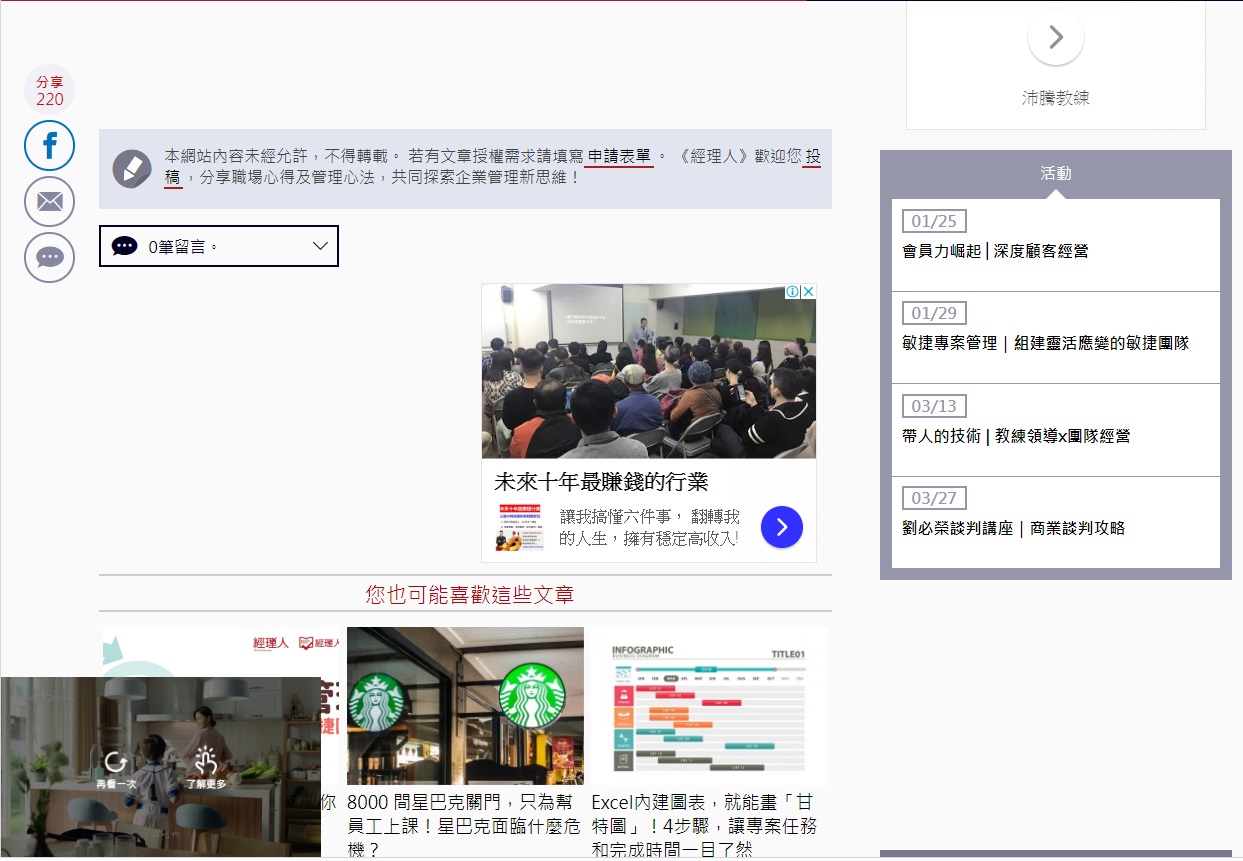 分享
220
本網站內容未經允許，不得轉載。 若有文章授權需求請填寫 申請表單 。 《經理人》歡迎您 投
稿 ，分享職場心得及管理心法，共同探索企業管理新思維！
0筆留言。
未來十年最賺錢的行業
讓我搞懂六件事， 翻轉我
的人生，擁有穩定高收入!
您也可能喜歡這些文章
經理人
經理人
再看一次
了解更多
你
8000 間星巴克關門，只為幫
員工上課！星巴克面臨什麼危
機？
INFOGRAPHIC
BUSINESS DIAGRAM
TITLE01
Excel內建圖表，就能畫「甘
特圖」！4步驟，讓專案任務
和完成時間一目了然
沛騰教練
活動
01/25
會員力崛起│深度顧客經營
01/29
敏捷專案管理｜組建靈活應變的敏捷團隊
03/13
帶人的技術│教練領導x團隊經營
03/27
劉必榮談判講座｜商業談判攻略